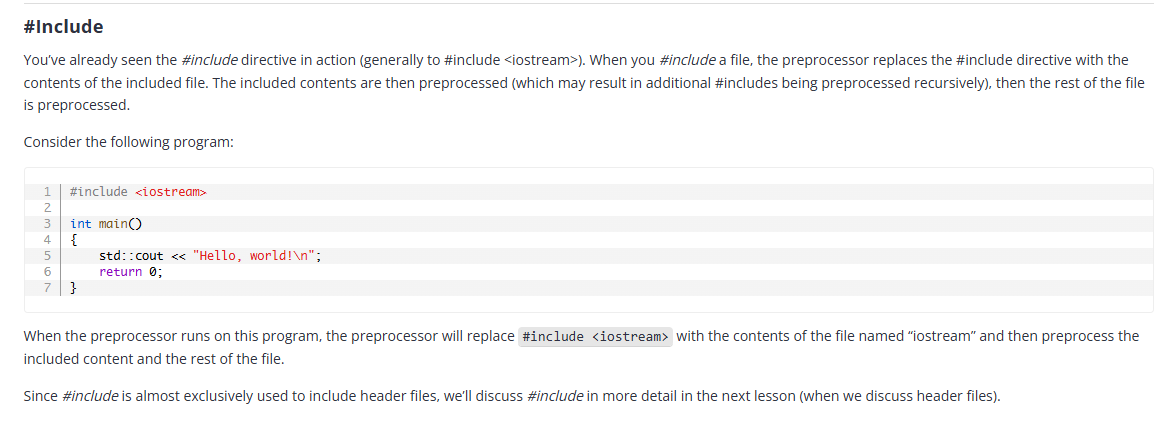 #Include
You've already seen the #include directive in action (generally to #include <iostream>). When you #include a file, the preprocessor replaces the #include directive with the
contents of the included file. The included contents are then preprocessed (which may result in additional #includes being preprocessed recursively), then the rest of the file
is preprocessed.
Consider the following program:
1 #include <iostream>
2
3 int main()
4 {
5     std::cout << "Hello, world!\n";
6     return 0;
7 }
When the preprocessor runs on this program, the preprocessor will replace #include <iostream> with the contents of the file named “iostream” and then preprocess the
included content and the rest of the file.
Since #include is almost exclusively used to include header files, we'll discuss #include in more detail in the next lesson (when we discuss header files).